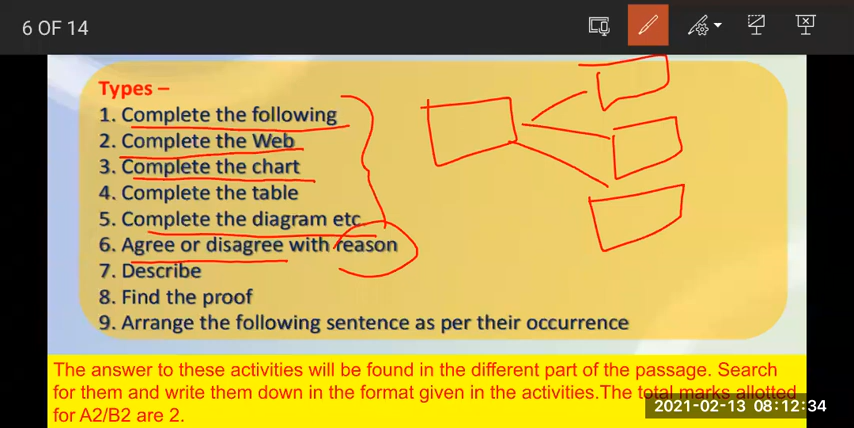 6 OF 14
Types –
1. Complete the following
2. Complete the Web
3. Complete the chart
4. Complete the table
5. Complete the diagram etc
6. Agree or disagree with reason
7. Describe
8. Find the proof
9. Arrange the following sentence as per their occurrence
The answer to these activities will be found in the different part of the passage. Search
for them and write them down in the format given in the activities.The total marks allotted
for A2/B2 are 2.
2021-02-13 08:12:34